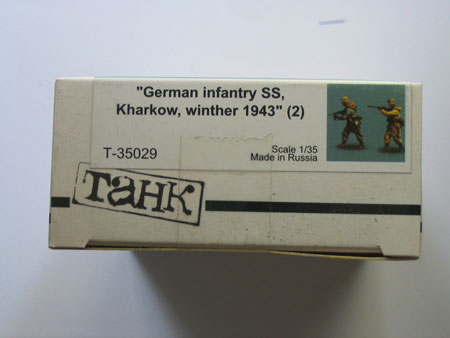 "German infantry SS,
Kharkow, winther 1943" (2)
T-35029
Scale 1/35
Made in Russia
Танк